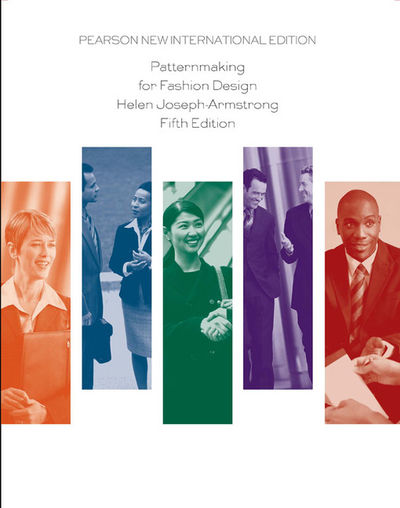 PEARSON NEW INTERNATIONAL EDITION
Patternmaking
for Fashion Design
Helen Joseph-Armstrong
Fifth Edition